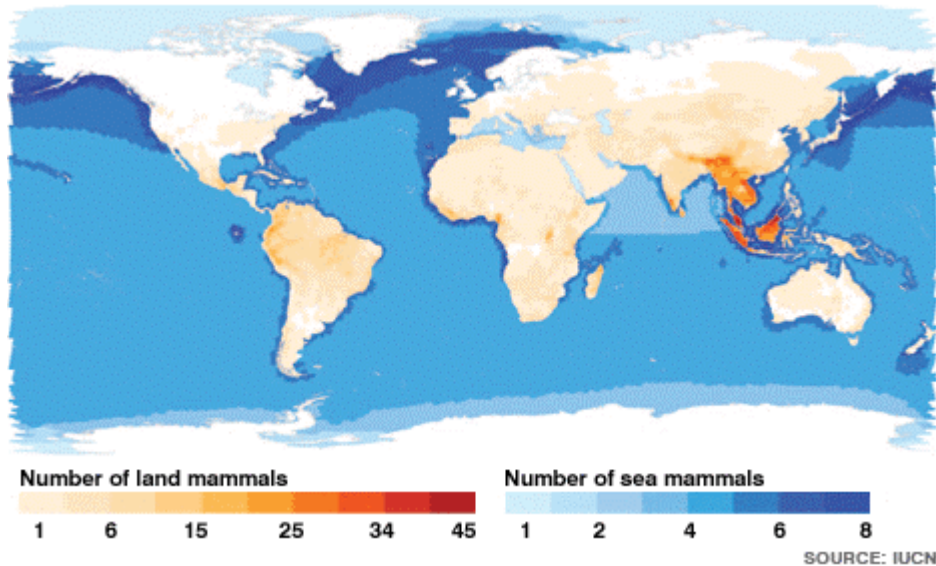 Number of land mammals
1 6 15 25 34 45
Number of sea mammals
1 2 4 6 8
SOURCE: IUCN